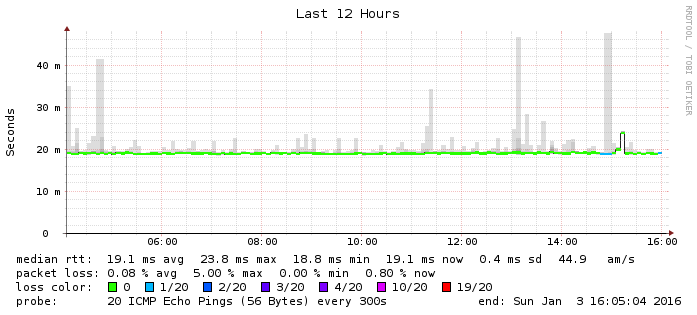 Last 12 Hours
RRDTOOL / TOBI OETIKER
Seconds
40 m
30 m
20 m
10 m
0
06:00 08:00 10:00 12:00 14:00 16:00
median rtt: 19.1 ms avg 23.8 ms max 18.8 ms min 19.1 ms now 0.4 ms sd 44.9 am/s
packet loss: 0.08 % avg 5.00 % max 0.00 % min 0.80 % now
loss color: 0 1/20 2/20 3/20 4/20 10/20 19/20
probe: 20 ICMP Echo Pings (56 Bytes) every 300s end: Sun Jan 3 16:05:04 2016